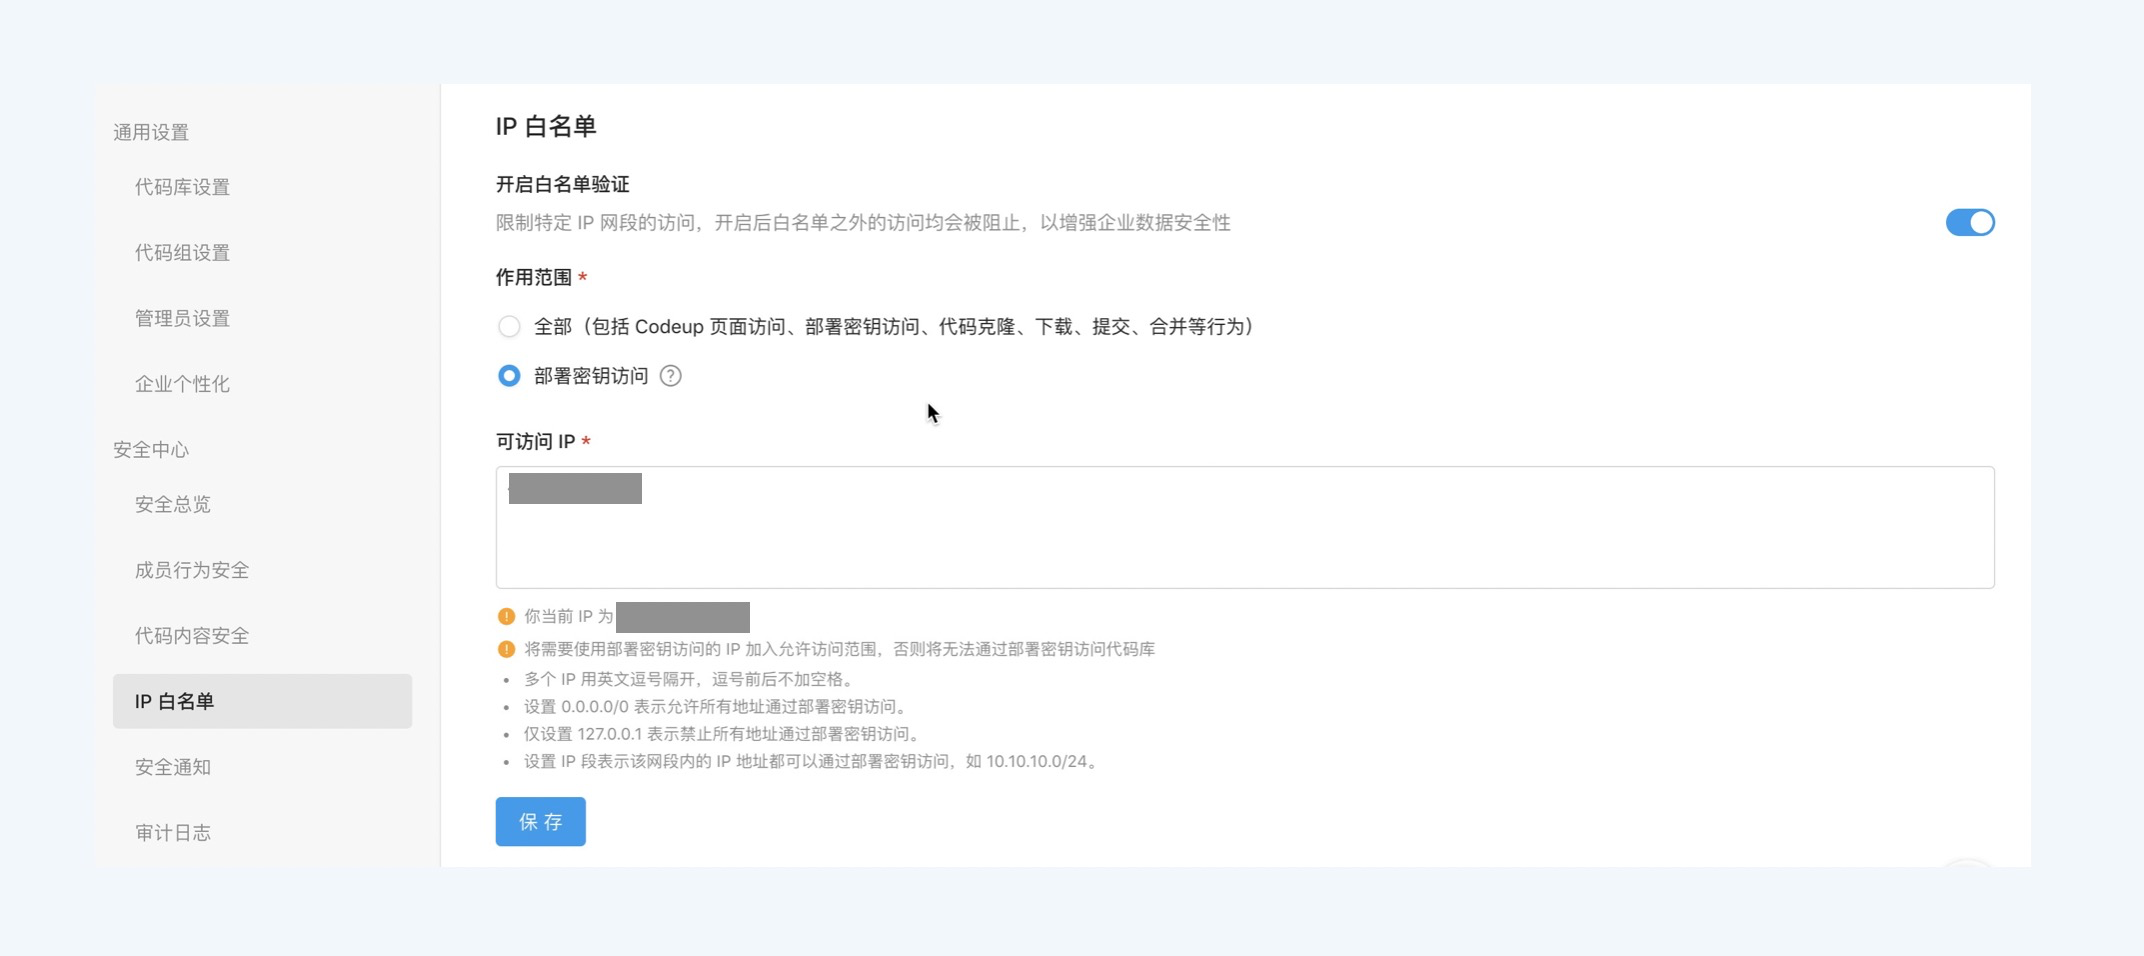 通用设置
代码库设置
代码组设置
管理员设置
企业个性化
安全中心
安全总览
成员行为安全
代码内容安全
IP 白名单
安全通知
审计日志
IP 白名单
开启白名单验证
限制特定 IP 网段的访问，开启后白名单之外的访问均会被阻止，以增强企业数据安全性
作用范围 *
全部（包括 Codeup 页面访问、部署密钥访问、代码克隆、下载、提交、合并等行为）
部署密钥访问 ?
可访问 IP *
! 你当前 IP 为
! 将需要使用部署密钥访问的 IP 加入允许访问范围，否则将无法通过部署密钥访问代码库
• 多个 IP 用英文逗号隔开，逗号前后不加空格。
• 设置 0.0.0.0/0 表示允许所有地址通过部署密钥访问。
• 仅设置 127.0.0.1 表示禁止所有地址通过部署密钥访问。
• 设置 IP 段表示该网段内的 IP 地址都可以通过部署密钥访问，如 10.10.10.0/24。
保 存